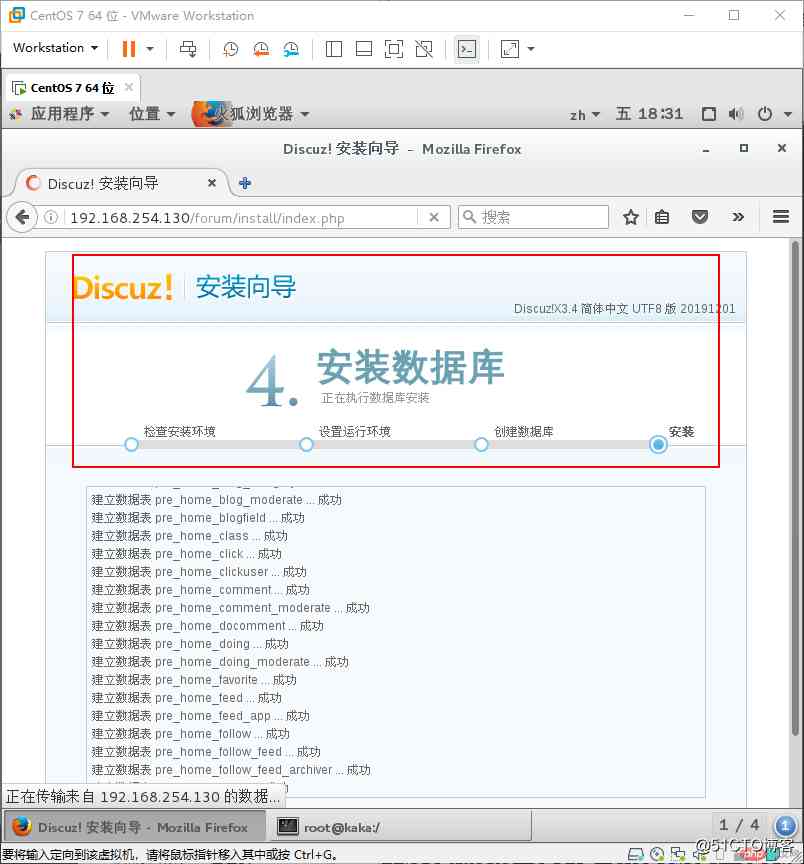 CentOS 7 64 位 - VMware Workstation
Workstation
CentOS 7 64 位
应用程序 位置 火狐浏览器 zh 五 18:31
Discuz! 安装向导 - Mozilla Firefox
Discuz! 安装向导
192.168.254.130/forum/install/index.php 搜索
Discuz! 安装向导
Discuz!X3.4 简体中文 UTF8 版 20191201
4. 安装数据库
正在执行数据库安装
检查安装环境 设置运行环境 创建数据库 安装
建立数据表 pre_home_blog_moderate ... 成功
建立数据表 pre_home_blogfield ... 成功
建立数据表 pre_home_class ... 成功
建立数据表 pre_home_click ... 成功
建立数据表 pre_home_clickuser ... 成功
建立数据表 pre_home_comment ... 成功
建立数据表 pre_home_comment_moderate ... 成功
建立数据表 pre_home_docomment ... 成功
建立数据表 pre_home_doing ... 成功
建立数据表 pre_home_doing_moderate ... 成功
建立数据表 pre_home_favorite ... 成功
建立数据表 pre_home_feed ... 成功
建立数据表 pre_home_feed_app ... 成功
建立数据表 pre_home_follow ... 成功
建立数据表 pre_home_follow_feed ... 成功
建立数据表 pre_home_follow_feed_archiver ... 成功
正在传输来自 192.168.254.130 的数据...
Discuz! 安装向导 - Mozilla Firefox root@kaka:/ 1 / 4 1
要将输入定向到该虚拟机，请将鼠标指针移入其中或按 Ctrl+G。
@51CTO博客